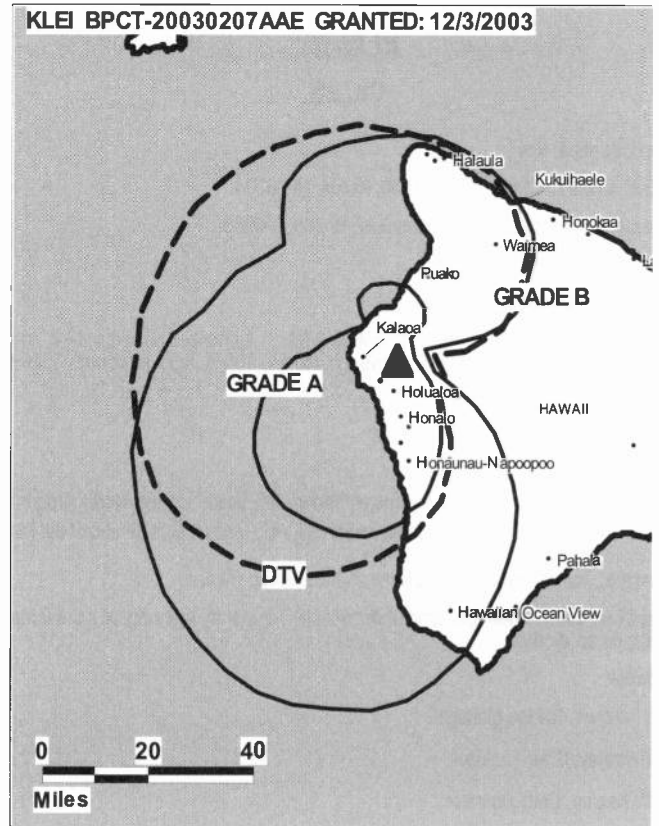 KLEI BPCT-20030207AAE GRANTED: 12/3/2003
Halaula
Kukuihaele
Honokaa
Waimea
Puako
GRADE B
Kalaoa
GRADE A
Holualoa
HAWAII
Honalo
Honaunau-Napoopoo
DTV
Pahala
Hawaiian Ocean View
0 20 40
Miles